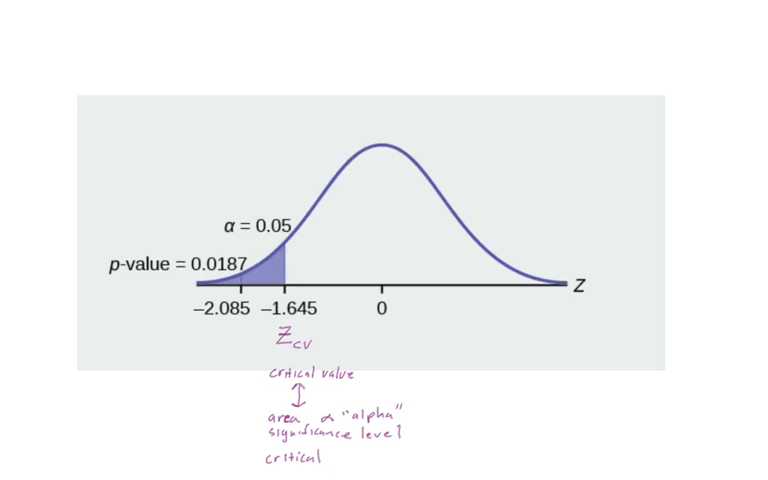 α = 0.05
p-value = 0.0187
−2.085 −1.645 0 Z
Zcv
critical value
area α "alpha"
significance level
critical